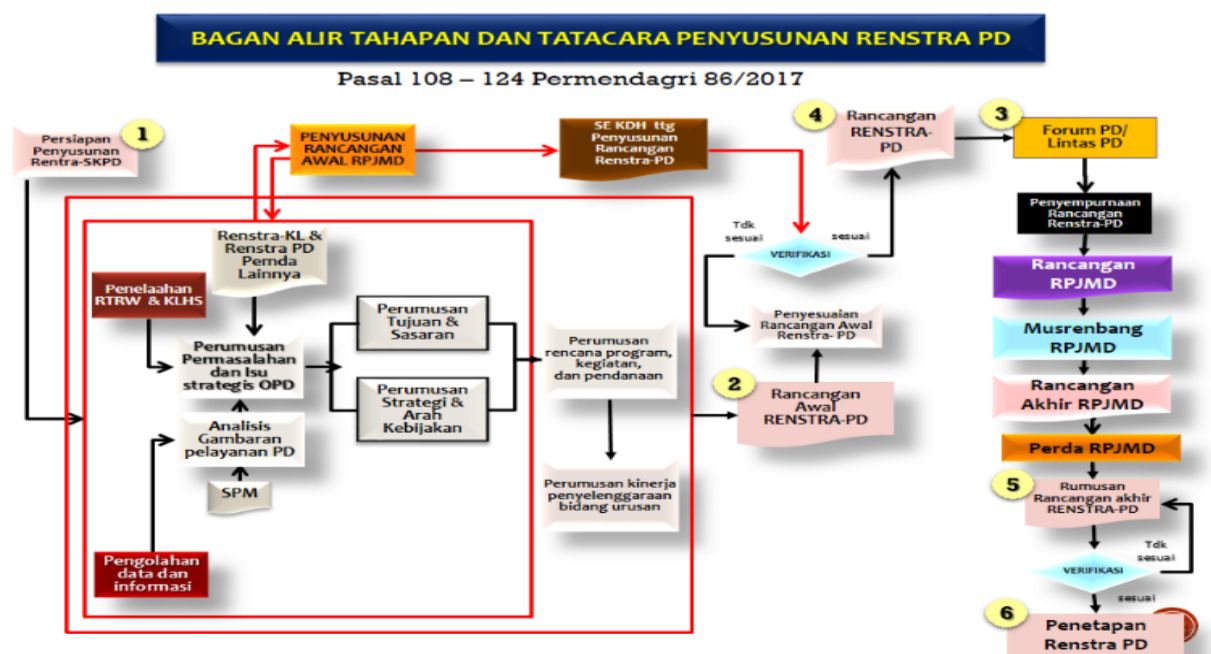 BAGAN ALIR TAHAPAN DAN TATACARA PENYUSUNAN RENSTRA PD
Pasal 108 – 124 Permendagri 86/2017
1
Persiapan
Penyusunan
Rentra-SKPD
PENYUSUNAN
RANCANGAN
AWAL RPJMD
SE KDH ttg
Penyusunan
Rancangan
Renstra-PD
4
Rancangan
RENSTRA-
PD
3
Forum PD/
Lintas PD
Penyempurnaan
Rancangan
Renstra-PD
Rancangan
RPJMD
Musrenbang
RPJMD
Rancangan
Akhir RPJMD
Perda RPJMD
5
Rumusan
Rancangan akhir
RENSTRA-PD
Tdk
sesuai
VERIFIKASI
sesuai
6
Penetapan
Renstra PD
Renstra-KL &
Renstra PD
Pemda
Lainnya
Penelaahan
RTRW & KLHS
Perumusan
Permasalahan
dan Isu
strategis OPD
Analisis
Gambaran
pelayanan PD
SPM
Pengolahan
data dan
informasi
Perumusan
Tujuan &
Sasaran
Perumusan
Strategi &
Arah
Kebijakan
Perumusan
rencana program,
kegiatan,
dan pendanaan
Perumusan kinerja
penyelenggaraan
bidang urusan
Tdk
sesuai
sesuai
VERIFIKASI
Penyesuaian
Rancangan Awal
Renstra- PD
2
Rancangan
Awal
RENSTRA-PD